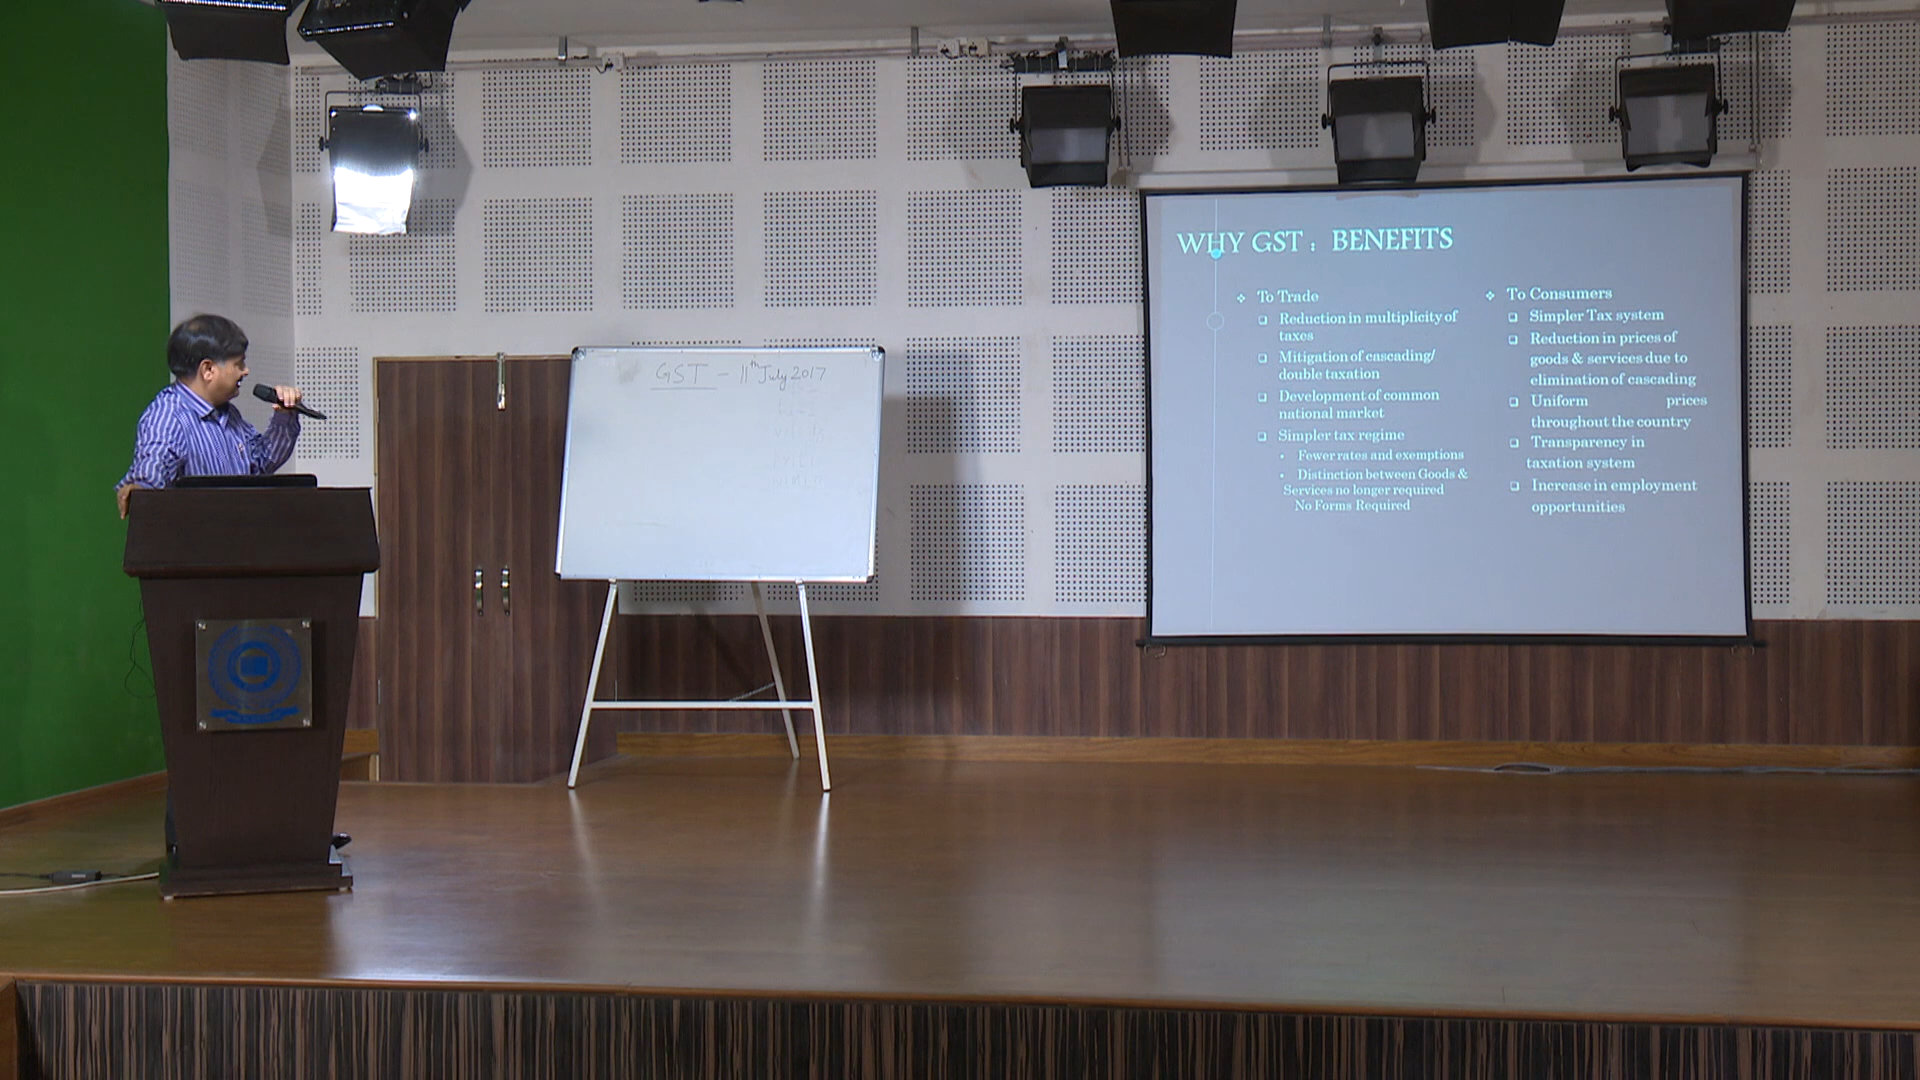 GST - 11th July 2017
WHY GST : BENEFITS
To Trade
Reduction in multiplicity of
taxes
Mitigation of cascading/
double taxation
Development of common
national market
Simpler tax regime
Fewer rates and exemptions
Distinction between Goods &
Services no longer required
No Forms Required
To Consumers
Simpler Tax system
Reduction in prices of
goods & services due to
elimination of cascading
Uniform prices
throughout the country
Transparency in
taxation system
Increase in employment
opportunities